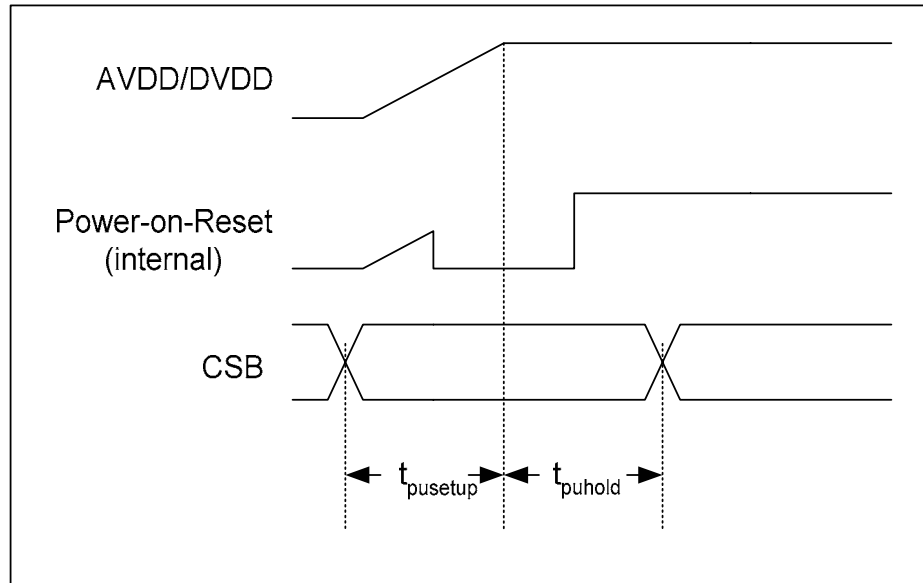 AVDD/DVDD
Power-on-Reset
(internal)
CSB
tpusetup
tpuhold